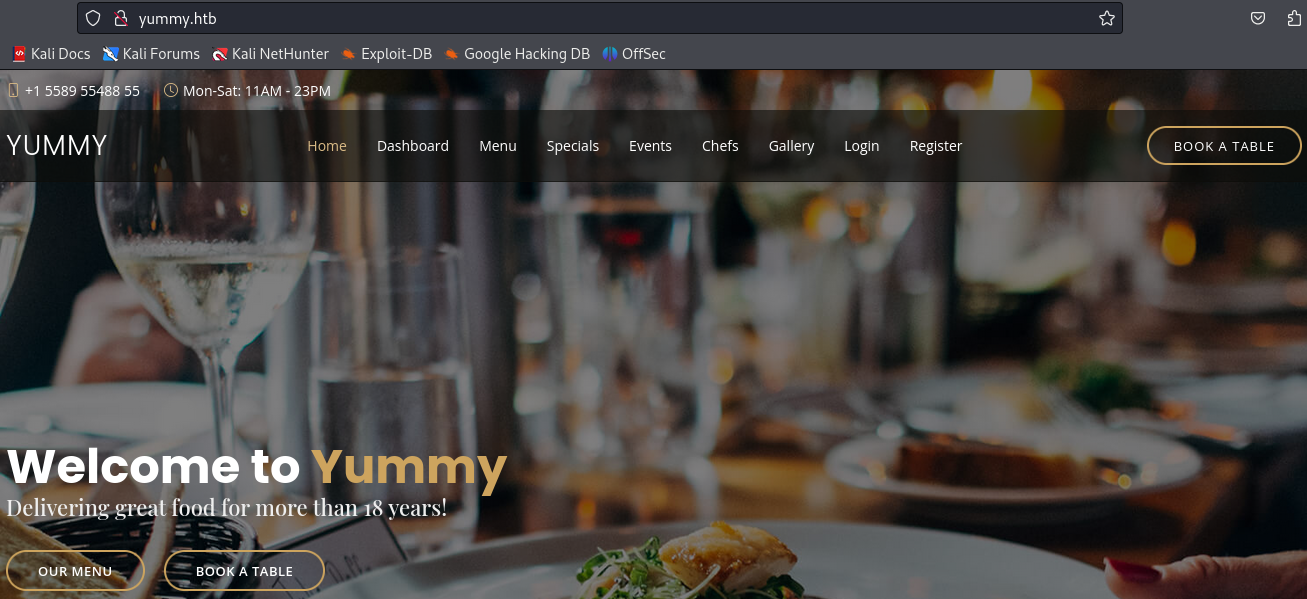 yummy.htb
Kali Docs Kali Forums Kali NetHunter Exploit-DB Google Hacking DB OffSec
+1 5589 55488 55 Mon-Sat: 11AM - 23PM
YUMMY Home Dashboard Menu Specials Events Chefs Gallery Login Register BOOK A TABLE
Welcome to Yummy
Delivering great food for more than 18 years!
OUR MENU BOOK A TABLE